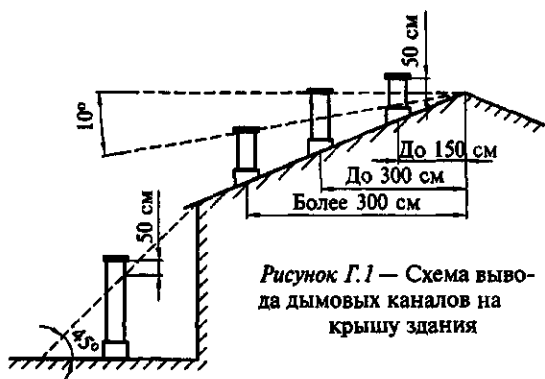 50 см
10°
До 150 см
До 300 см
Более 300 см
50 см
45°
Рисунок Г.1 — Схема выво-
да дымовых каналов на
крышу здания